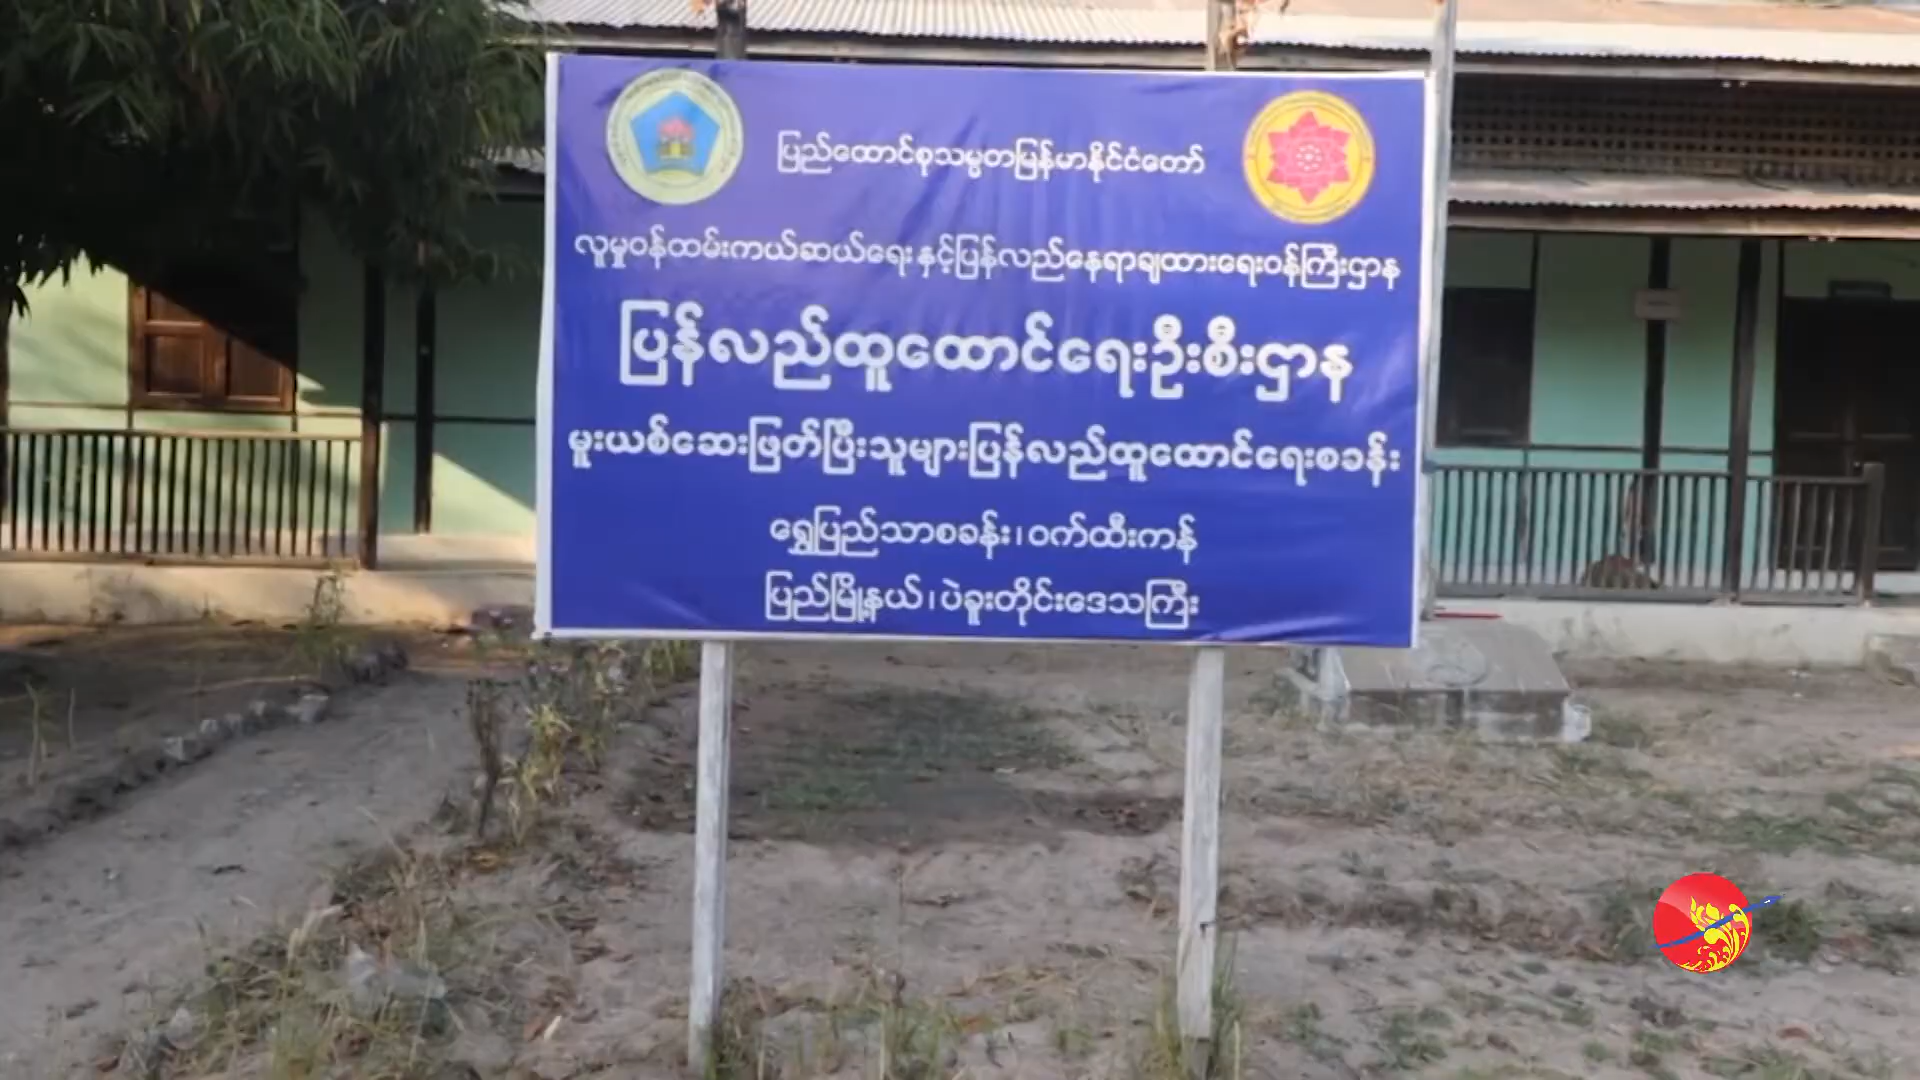 ပြည်ထောင်စုသမ္မတမြန်မာနိုင်ငံတော်
လူမှုဝန်ထမ်းကယ်ဆယ်ရေးနှင့်ပြန်လည်နေရာချထားရေးဝန်ကြီးဌာန
ပြန်လည်ထူထောင်ရေးဦးစီးဌာန
မူးယစ်ဆေးဖြတ်ပြီးသူများပြန်လည်ထူထောင်ရေးစခန်း
ရွှေပြည်သာစခန်း၊ဝက်ထီးကန်
ပြည်မြို့နယ်၊ပဲခူးတိုင်းဒေသကြီး